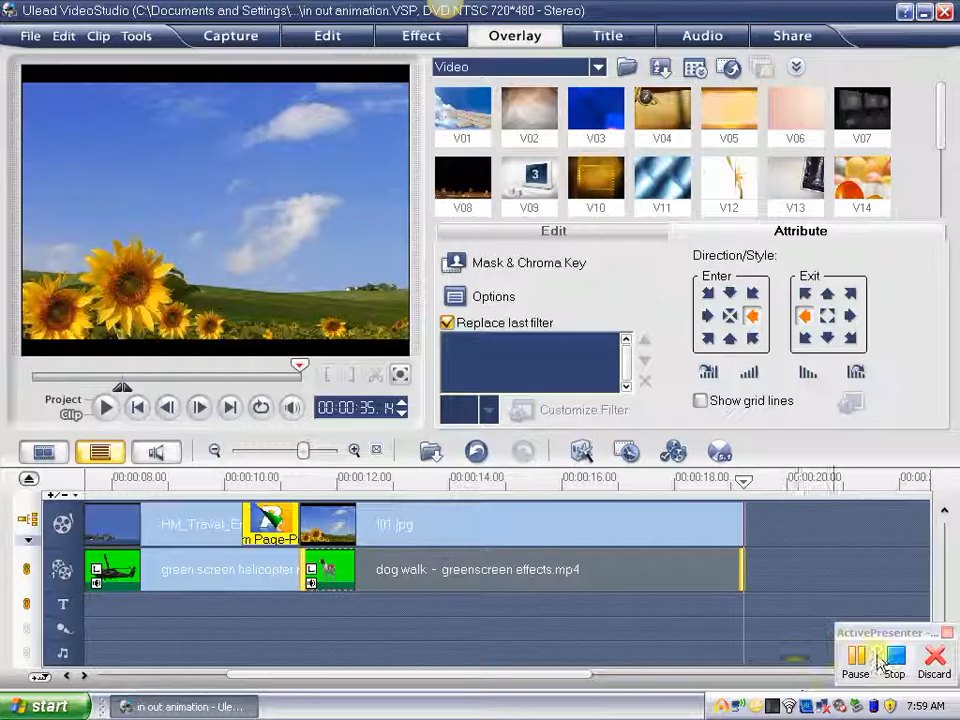 Ulead VideoStudio (C:\Documents and Settings\...\in out animation.VSP, DVD NTSC 720*480 - Stereo)
File Edit Clip Tools Capture Edit Effect Overlay Title Audio Share
Video
V01 V02 V03 V04 V05 V06 V07
3
V08 V09 V10 V11 V12 V13 V14
Edit Attribute
Mask & Chroma Key
Direction/Style:
Enter Exit
Options
Replace last filter
Show grid lines
Customize Filter
Project
Clip
00:00:35.14
00:00:08.00 00:00:10.00 00:00:12.00 00:00:14.00 00:00:16.00 00:00:18.00 00:00:20.00
HM_Travel_E
101.jpg
green screen helicopter
L
L
dog walk - greenscreen effects.mp4
T
ActivePresenter -...
Pause Stop Discard
start
in out animation - Ule...
7:59 AM